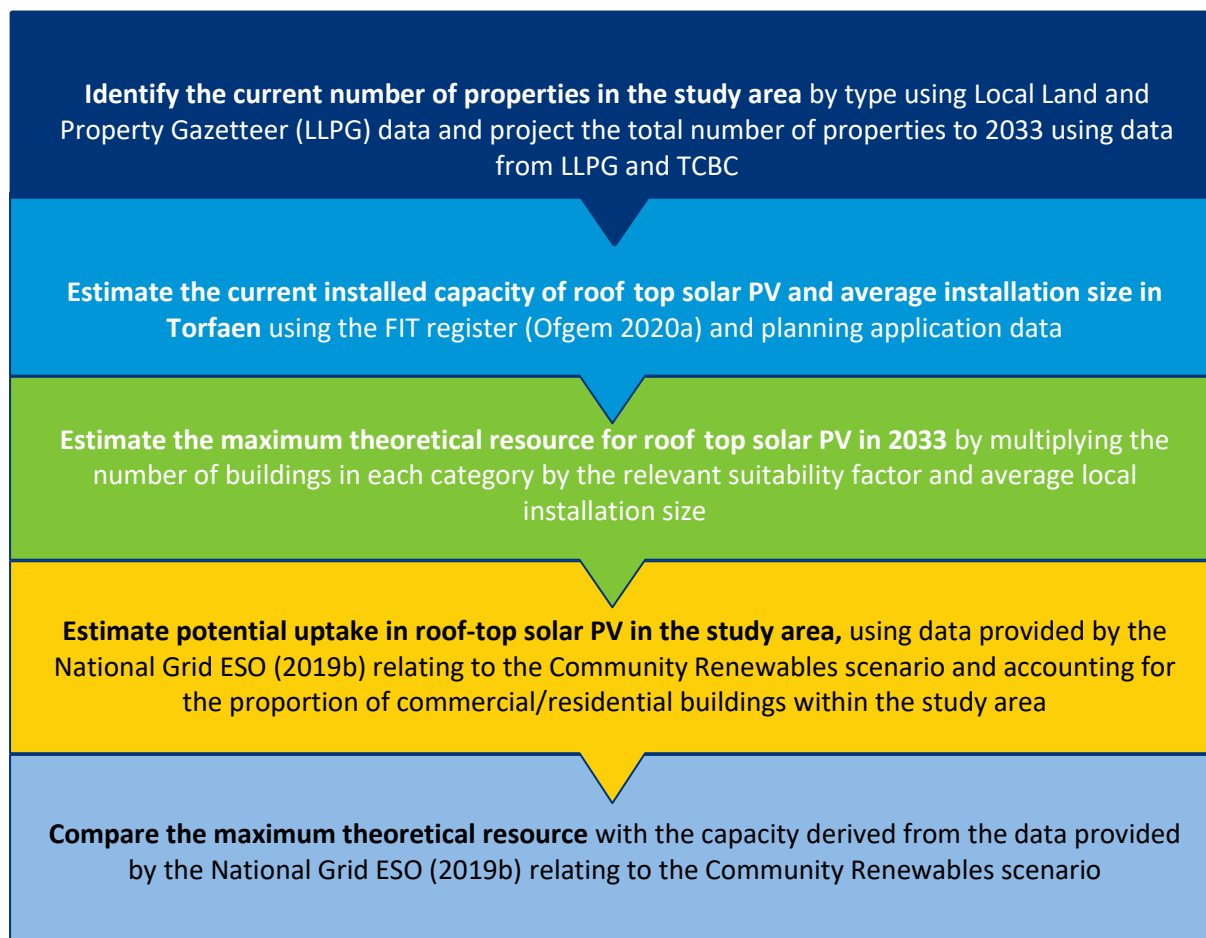 Identify the current number of properties in the study area by type using Local Land and
Property Gazetteer (LLPG) data and project the total number of properties to 2033 using data
from LLPG and TCBC
Estimate the current installed capacity of roof top solar PV and average installation size in
Torfaen using the FIT register (Ofgem 2020a) and planning application data
Estimate the maximum theoretical resource for roof top solar PV in 2033 by multiplying the
number of buildings in each category by the relevant suitability factor and average local
installation size
Estimate potential uptake in roof-top solar PV in the study area, using data provided by the
National Grid ESO (2019b) relating to the Community Renewables scenario and accounting for
the proportion of commercial/residential buildings within the study area
Compare the maximum theoretical resource with the capacity derived from the data provided
by the National Grid ESO (2019b) relating to the Community Renewables scenario